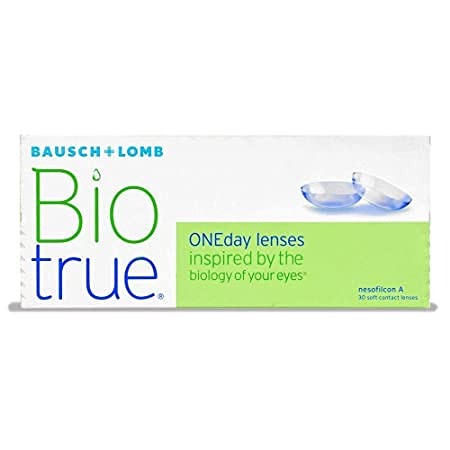 BAUSCH + LOMB
Bio
true®
ONEday lenses
inspired by the
biology of your eyes®
nesofilcon A
30 soft contact lenses